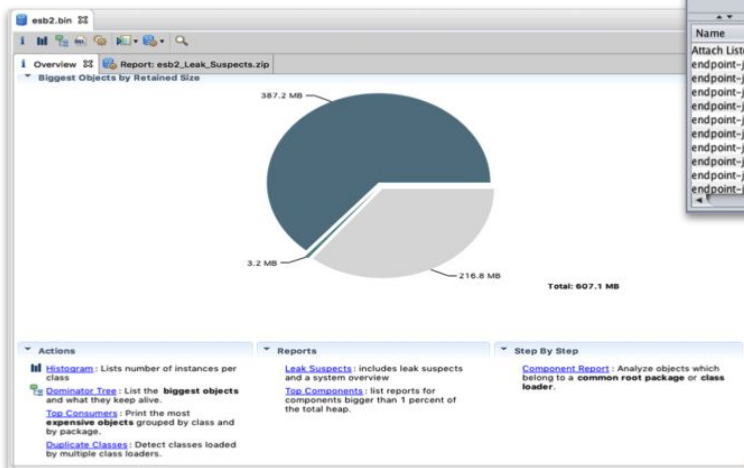 esb2.bin
Overview
Report: esb2_Leak_Suspects.zip
Biggest Objects by Retained Size
387.2 MB
3.2 MB
216.8 MB
Total: 607.1 MB
Actions
Histogram : Lists number of instances per
class
Dominator Tree : List the biggest objects
and what they keep alive.
Top Consumers : Print the most
expensive objects grouped by class and
by package.
Duplicate Classes : Detect classes loaded
by multiple class loaders.
Reports
Leak Suspects : includes leak suspects
and a system overview
Top Components : list reports for
components bigger than 1 percent of
the total heap.
Step By Step
Component Report : Analyze objects which
belong to a common root package or class
loader.
Name
Attach List
endpoint-j
endpoint-j
endpoint-j
endpoint-j
endpoint-j
endpoint-j
endpoint-j
endpoint-j
endpoint-j
endpoint-j